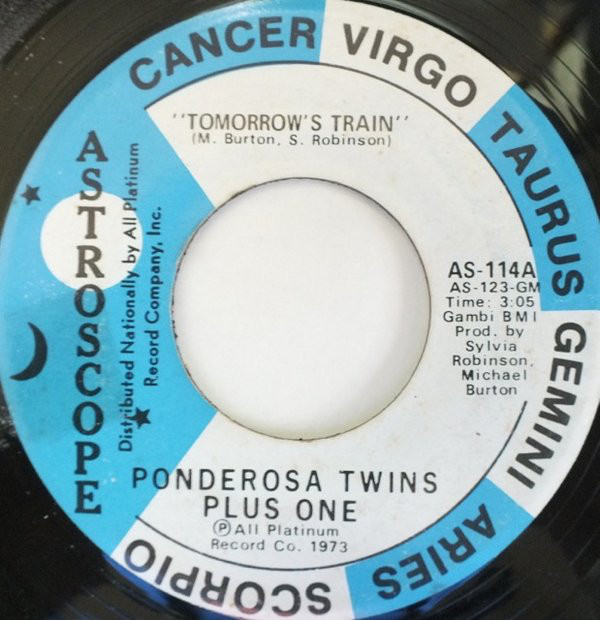 CANCER
VIRGO
TAURUS
GEMINI
ARIES
SCORPIO
ASTROSCOPE
Distributed Nationally by All Platinum
Record Company, Inc.
"TOMORROW'S TRAIN"
(M. Burton, S. Robinson)
AS-114A
AS-123-GM
Time: 3:05
Gambi BMI
Prod. by
Sylvia
Robinson,
Michael
Burton
PONDEROSA TWINS
PLUS ONE
Ⓟ All Platinum
Record Co. 1973